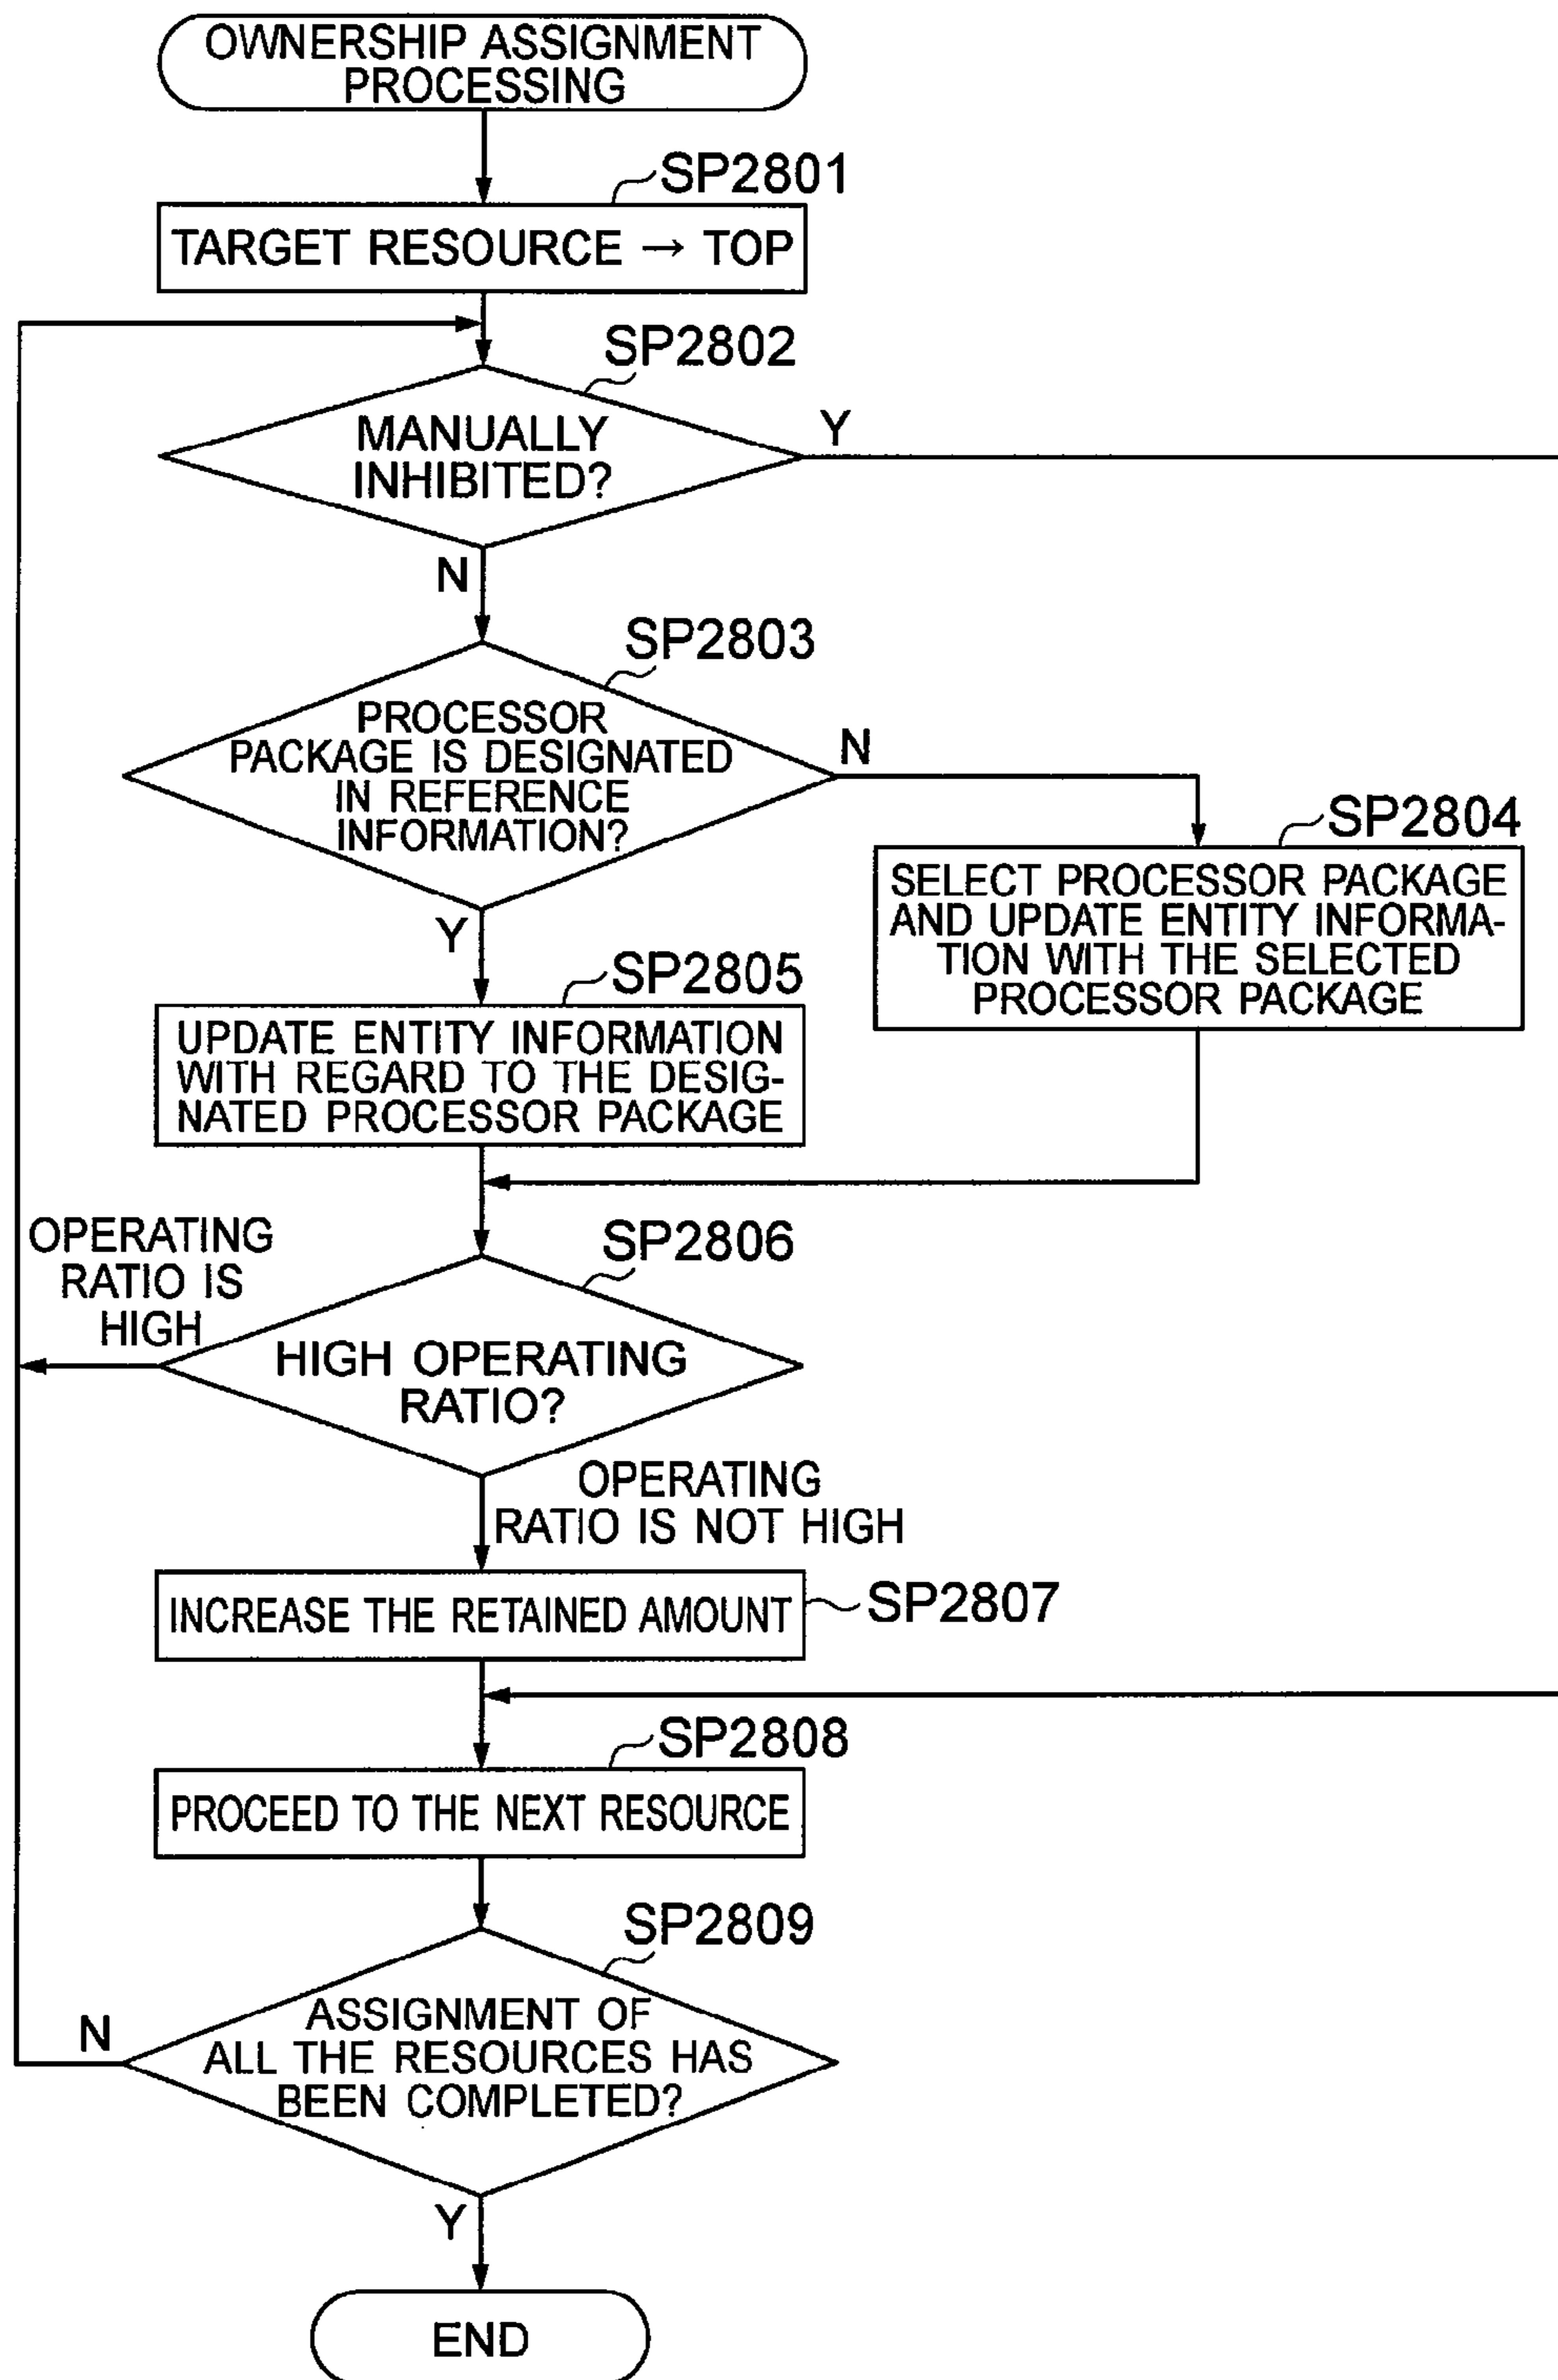 OWNERSHIP ASSIGNMENT
PROCESSING
SP2801
TARGET RESOURCE → TOP
SP2802
MANUALLY
INHIBITED?
Y
N
SP2803
PROCESSOR
PACKAGE IS DESIGNATED
IN REFERENCE
INFORMATION?
N
Y
SP2804
SELECT PROCESSOR PACKAGE
AND UPDATE ENTITY INFORMA-
TION WITH THE SELECTED
PROCESSOR PACKAGE
SP2805
UPDATE ENTITY INFORMATION
WITH REGARD TO THE DESIG-
NATED PROCESSOR PACKAGE
OPERATING
RATIO IS
HIGH
SP2806
HIGH OPERATING
RATIO?
OPERATING
RATIO IS NOT HIGH
INCREASE THE RETAINED AMOUNT
SP2807
SP2808
PROCEED TO THE NEXT RESOURCE
SP2809
ASSIGNMENT OF
ALL THE RESOURCES HAS
BEEN COMPLETED?
N
Y
END